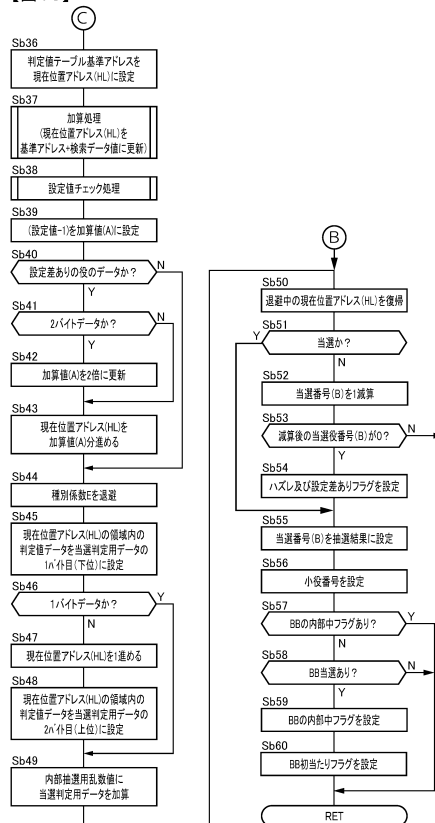 C
Sb36
判定値テーブル基準アドレスを
現在位置アドレス(HL)に設定
Sb37
加算処理
(現在位置アドレス(HL)を
基準アドレス+検索データ値に更新)
Sb38
設定値チェック処理
Sb39
(設定値-1)を加算値(A)に設定
Sb40
設定差ありの役のデータか?
N
Y
Sb41
2バイトデータか?
N
Y
Sb42
加算値(A)を2倍に更新
Sb43
現在位置アドレス(HL)を
加算値(A)分進める
Sb44
種別係数Eを退避
Sb45
現在位置アドレス(HL)の領域内の
判定値データを当選判定用データの
1バイト目(下位)に設定
Sb46
1バイトデータか?
Y
N
Sb47
現在位置アドレス(HL)を1進める
Sb48
現在位置アドレス(HL)の領域内の
判定値データを当選判定用データの
2バイト目(上位)に設定
Sb49
内部抽選用乱数値に
当選判定用データを加算
B
Sb50
退避中の現在位置アドレス(HL)を復帰
Sb51
当選か?
Y
N
Sb52
当選番号(B)を1減算
Sb53
減算後の当選役番号(B)が0?
N
Y
Sb54
ハズレ及び設定差ありフラグを設定
Sb55
当選番号(B)を抽選結果に設定
Sb56
小役番号を設定
Sb57
BBの内部中フラグあり?
Y
N
Sb58
BB当選あり?
N
Y
Sb59
BBの内部中フラグを設定
Sb60
BB初当たりフラグを設定
RET